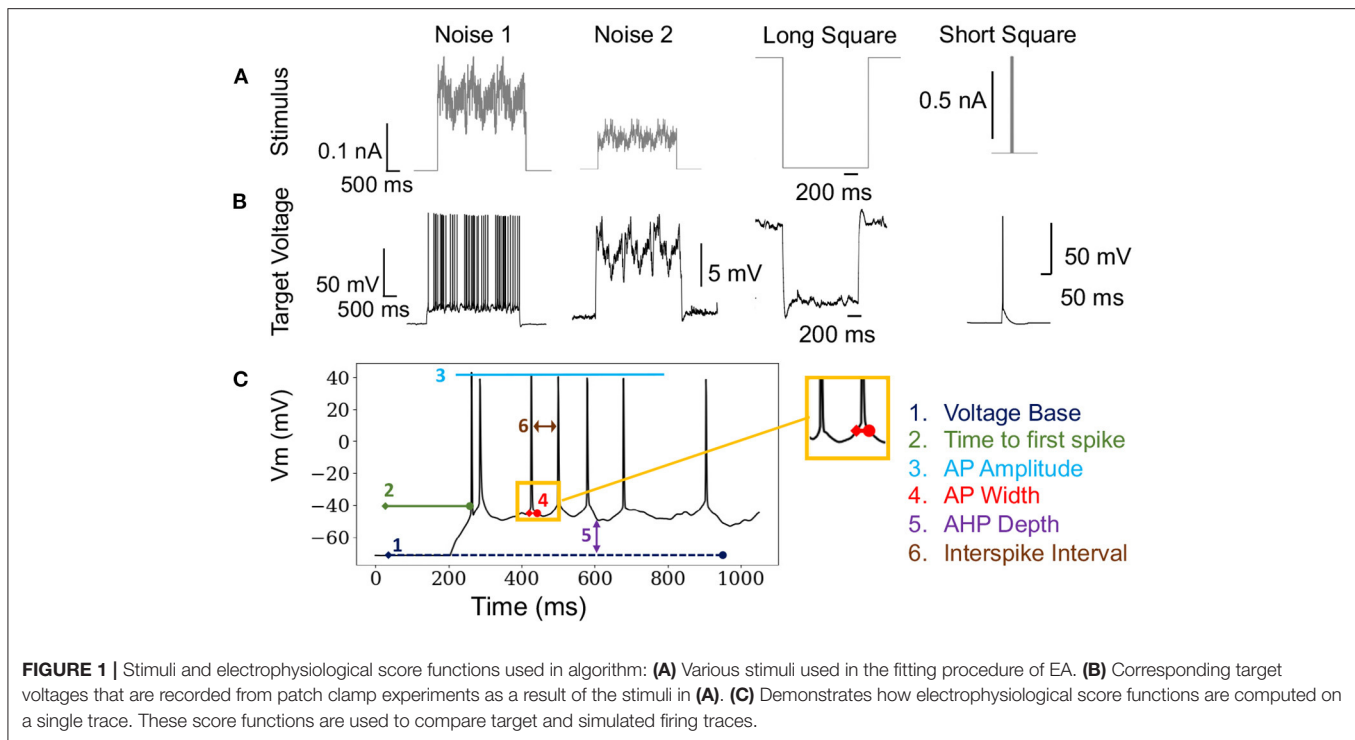 Noise 1 Noise 2 Long Square Short Square
A
Stimulus
0.1 nA
500 ms
200 ms
0.5 nA
B
Target Voltage
50 mV
500 ms
5 mV
200 ms
50 mV
50 ms
C
Vm (mV)
40
20
0
−20
−40
−60
0 200 400 600 800 1000
Time (ms)
3
6
2
4
5
1
1. Voltage Base
2. Time to first spike
3. AP Amplitude
4. AP Width
5. AHP Depth
6. Interspike Interval
FIGURE 1 | Stimuli and electrophysiological score functions used in algorithm: (A) Various stimuli used in the fitting procedure of EA. (B) Corresponding target
voltages that are recorded from patch clamp experiments as a result of the stimuli in (A). (C) Demonstrates how electrophysiological score functions are computed on
a single trace. These score functions are used to compare target and simulated firing traces.